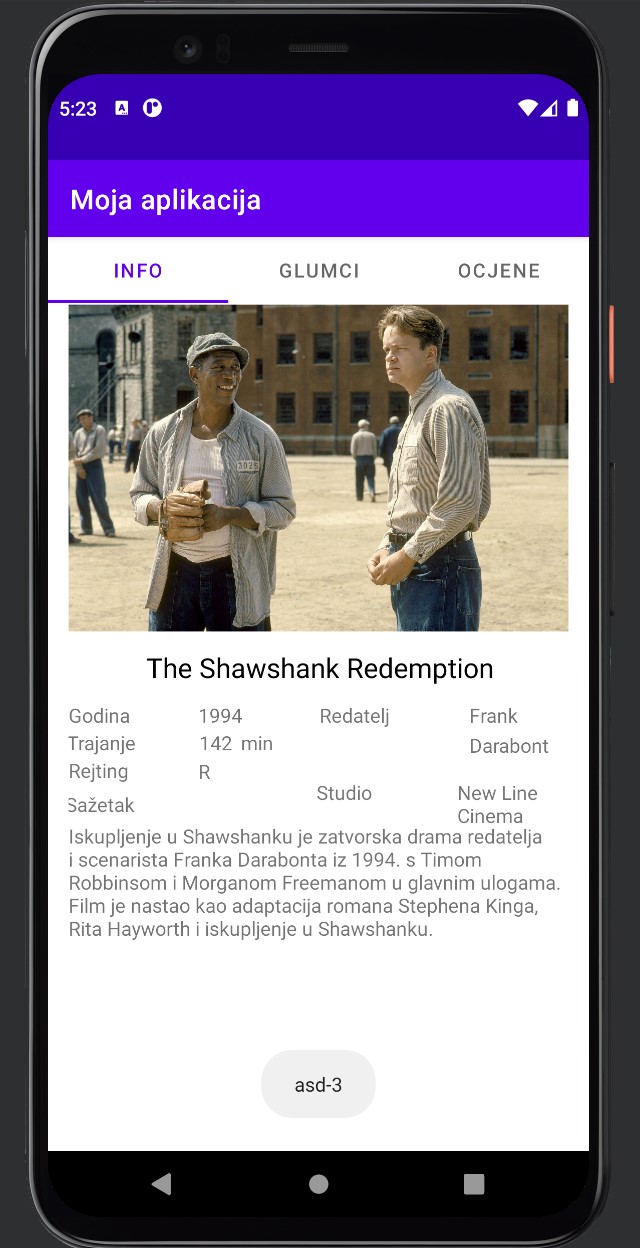 5:23
Moja aplikacija
INFO GLUMCI OCJENE
3025
The Shawshank Redemption
Godina 1994 Redatelj Frank
Trajanje 142 min Darabont
Rejting R
Studio New Line
Sažetak Cinema
Iskupljenje u Shawshanku je zatvorska drama redatelja
i scenarista Franka Darabonta iz 1994. s Timom
Robbinsom i Morganom Freemanom u glavnim ulogama.
Film je nastao kao adaptacija romana Stephena Kinga,
Rita Hayworth i iskupljenje u Shawshanku.
asd-3